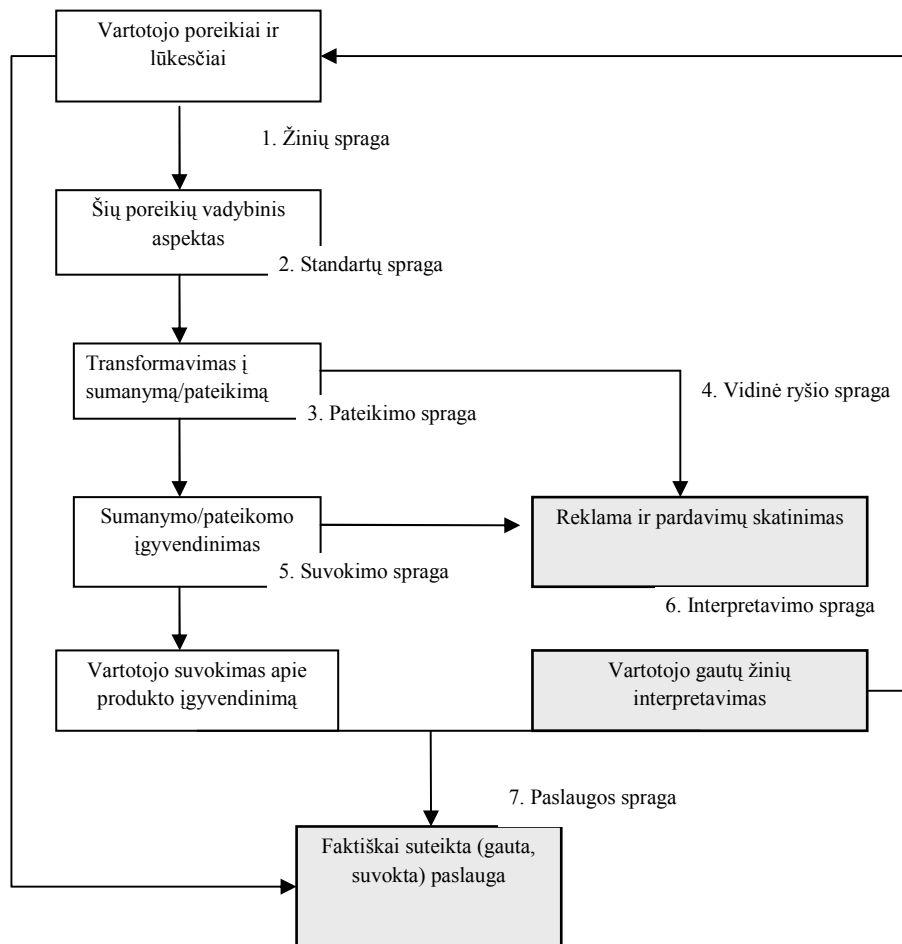 Vartotojo poreikiai ir
lūkesčiai
1. Žinių spraga
Šių poreikių vadybinis
aspektas
2. Standartų spraga
Transformavimas į
sumanymą/pateikimą
3. Pateikimo spraga
4. Vidinė ryšio spraga
Sumanymo/pateikomo
įgyvendinimas
Reklama ir pardavimų skatinimas
5. Suvokimo spraga
6. Interpretavimo spraga
Vartotojo suvokimas apie
produkto įgyvendinimą
Vartotojo gautų žinių
interpretavimas
7. Paslaugos spraga
Faktiškai suteikta (gauta,
suvokta) paslauga